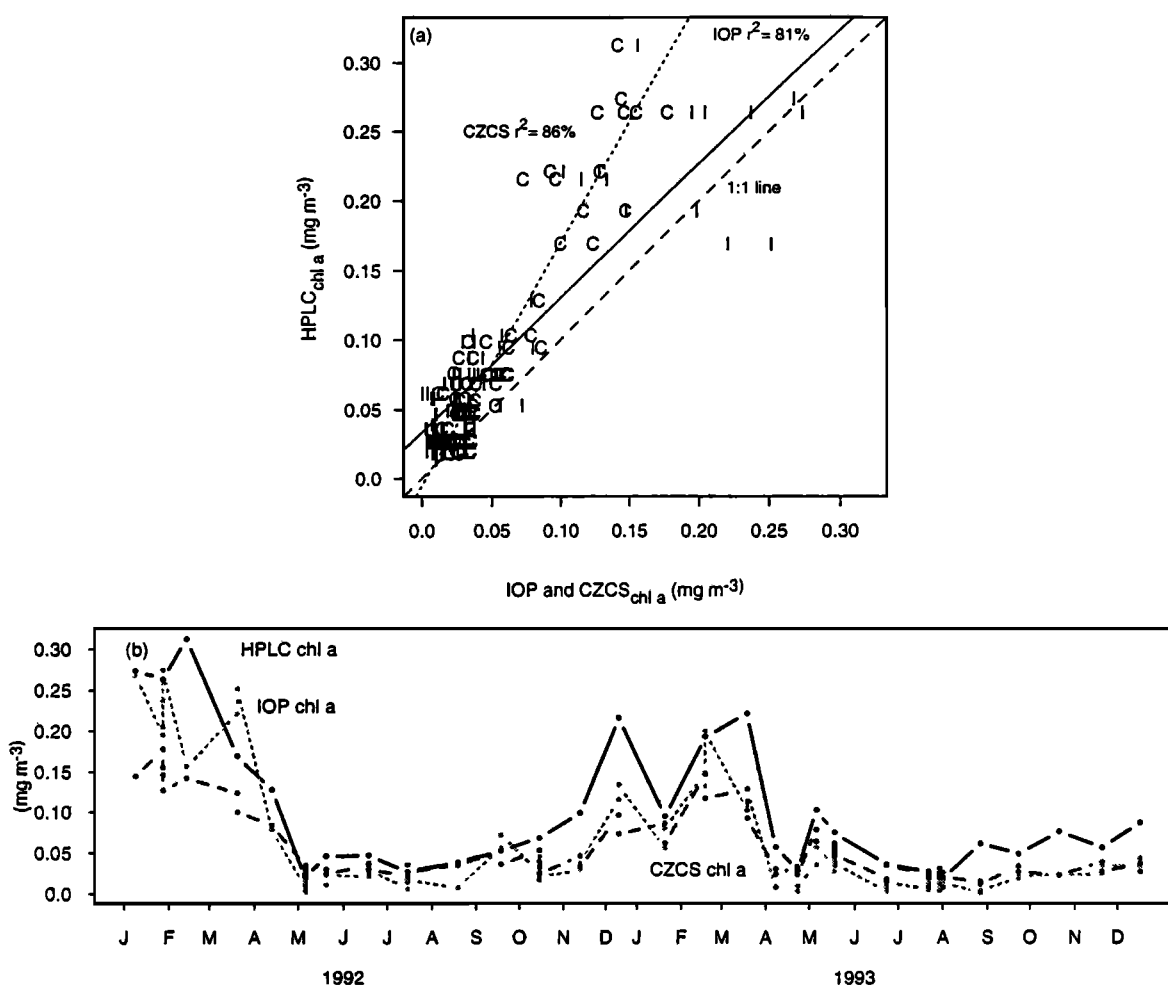 (a)
IOP r2 = 81%
CZCS r2 = 86%
1:1 line
HPLCchl a (mg m-3)
0.30
0.25
0.20
0.15
0.10
0.05
0.0
0.0 0.05 0.10 0.15 0.20 0.25 0.30
IOP and CZCSchl a (mg m-3)
(b)
HPLC chl a
IOP chl a
CZCS chl a
(mg m-3)
0.30
0.25
0.20
0.15
0.10
0.05
0.0
J F M A M J J A S O N D J F M A M J J A S O N D
1992 1993